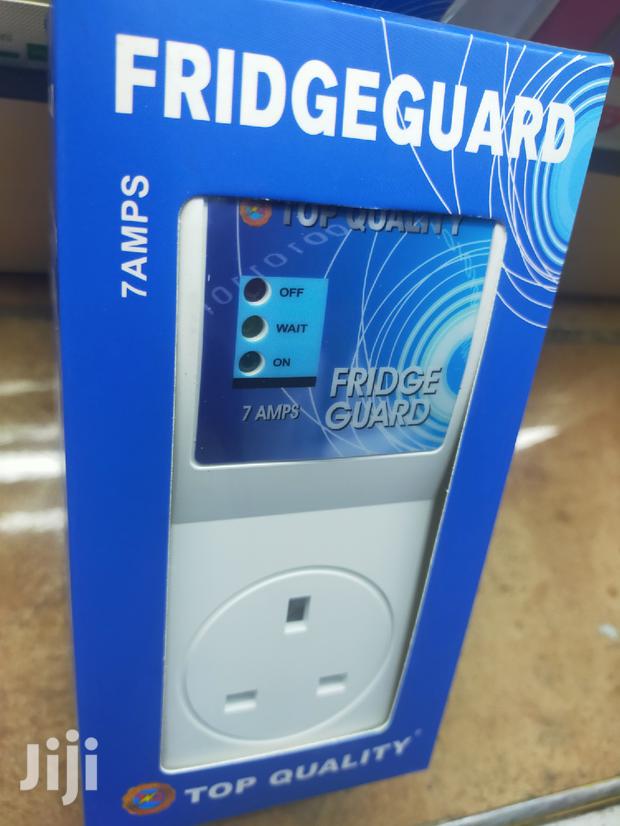 FRIDGEGUARD
7AMPS
TOP QUALITY
OFF
WAIT
ON
7 AMPS
FRIDGE
GUARD
TOP QUALITY
Jiji